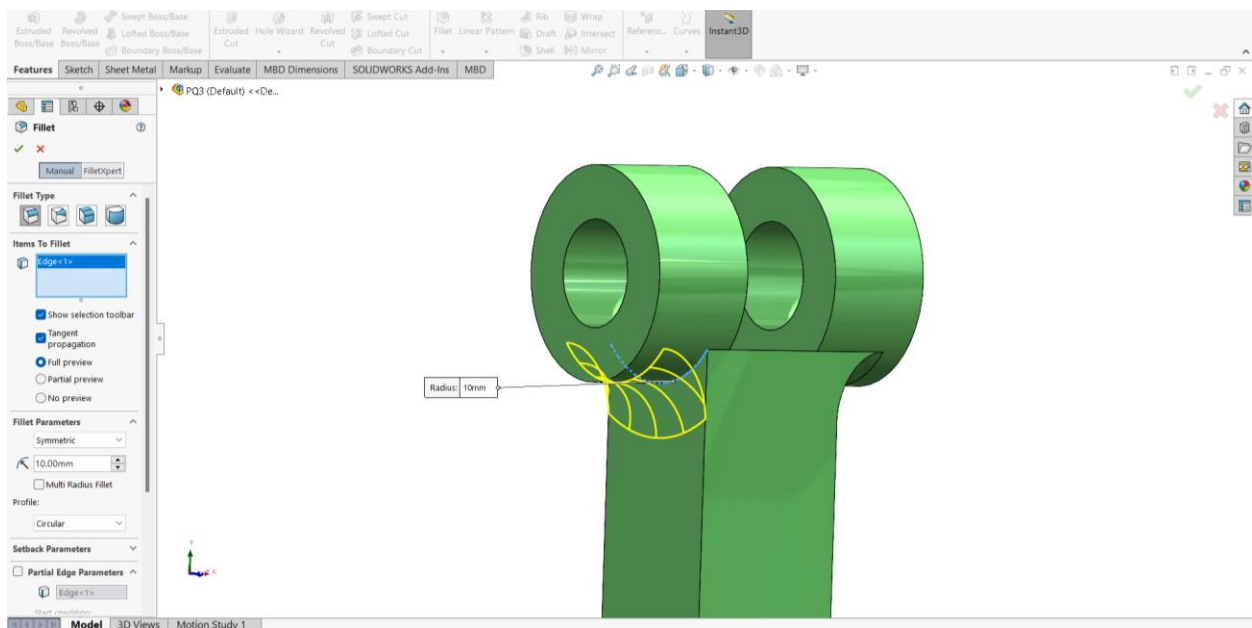 Extruded Boss/Base
Revolved Boss/Base
Swept Boss/Base
Lofted Boss/Base
Boundary Boss/Base
Extruded Cut
Hole Wizard
Revolved Cut
Swept Cut
Lofted Cut
Boundary Cut
Fillet
Linear Pattern
Rib
Draft
Shell
Wrap
Intersect
Mirror
Referenc...
Curves
Instant3D
Features Sketch Sheet Metal Markup Evaluate MBD Dimensions SOLIDWORKS Add-Ins MBD
PQ3 (Default) <<De...
Fillet
Manual FilletXpert
Fillet Type
Items To Fillet
Edge<1>
Show selection toolbar
Tangent
propagation
Full preview
Partial preview
No preview
Radius: 10mm
Fillet Parameters
Symmetric
10.00mm
Multi Radius Fillet
Profile:
Circular
Setback Parameters
Partial Edge Parameters
Edge<1>
Start condition:
Y
X
Model 3D Views Motion Study 1